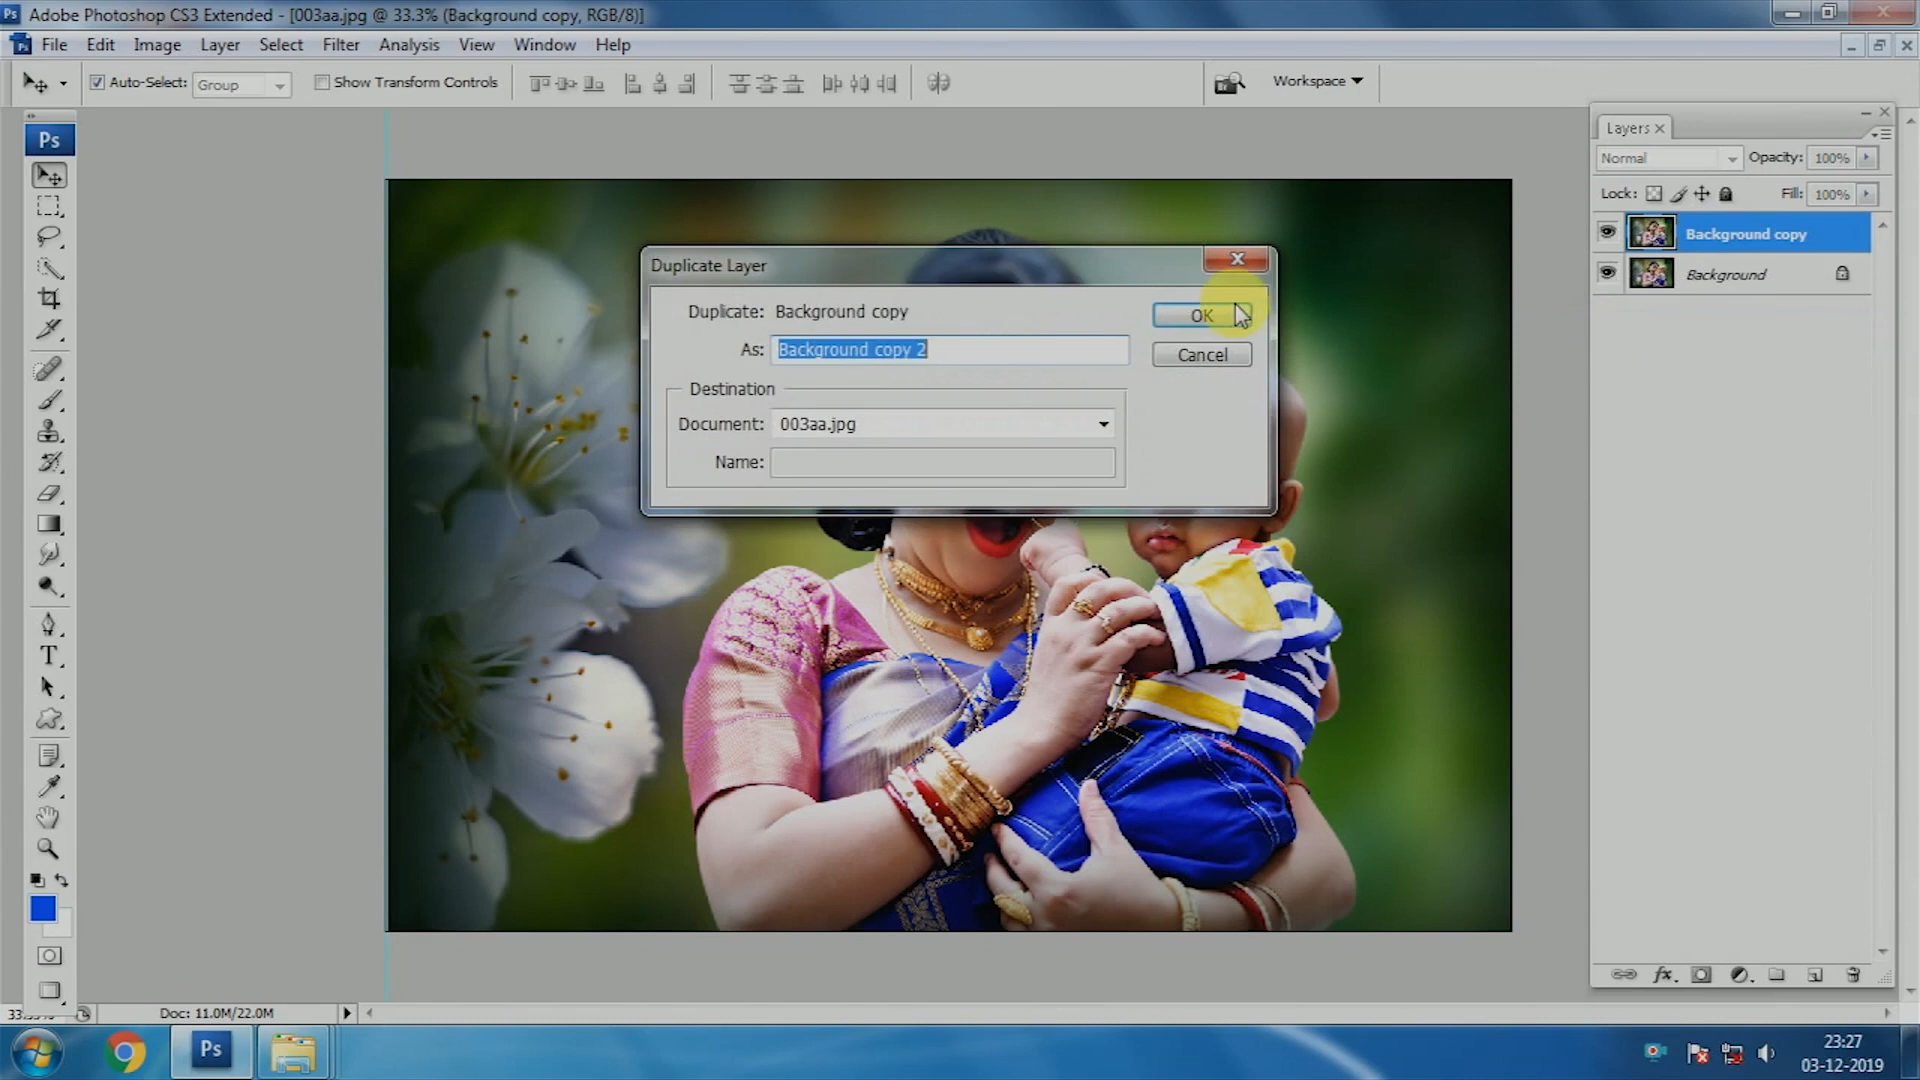 Adobe Photoshop CS3 Extended - [003aa.jpg @ 33.3% (Background copy, RGB/8)]
File Edit Image Layer Select Filter Analysis View Window Help
Auto-Select: Group Show Transform Controls Workspace
Ps
Layers
Normal Opacity: 100%
Lock: Fill: 100%
Background copy
Background
Duplicate Layer
Duplicate: Background copy
OK
As: Background copy 2
Cancel
Destination
Document: 003aa.jpg
Name:
T
fx
Doc: 11.0M/22.0M
Ps
23:27
03-12-2019